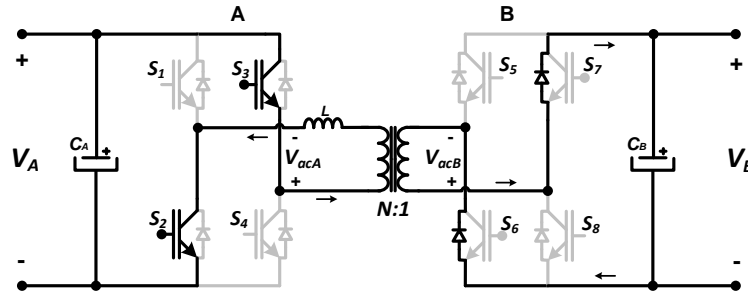 A B
S1 S3 S5 S7
+ + + +
L
CA CB
VA - - VB
VacA VacB
+ +
N:1
S2 S4 S6 S8
- -